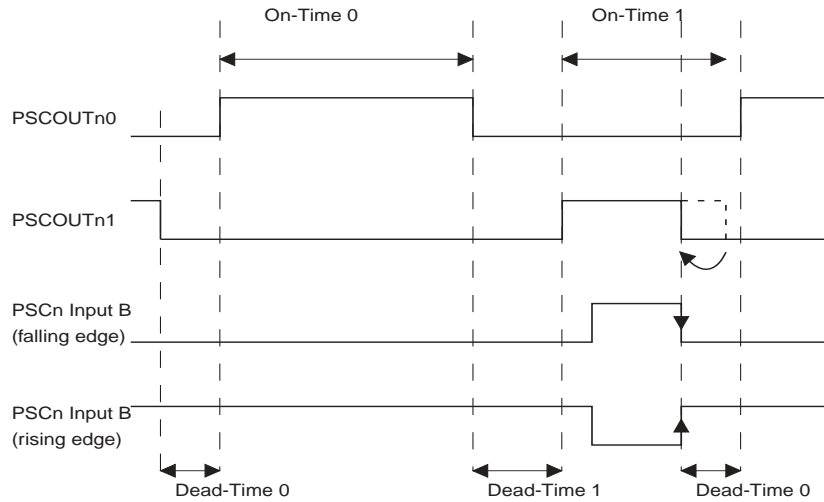 On-Time 0
On-Time 1
PSCOUTn0
PSCOUTn1
PSCn Input B
(falling edge)
PSCn Input B
(rising edge)
Dead-Time 0
Dead-Time 1
Dead-Time 0